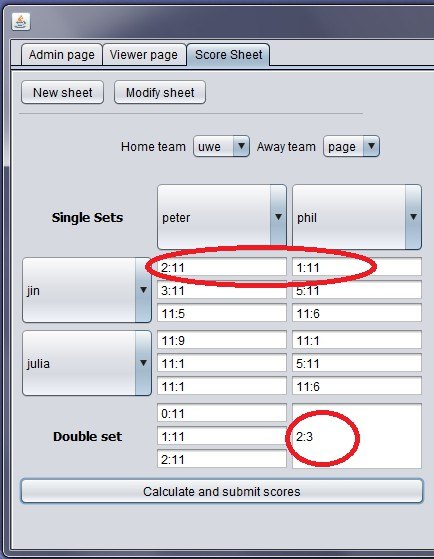 Admin page Viewer page Score Sheet
New sheet Modify sheet
Home team uwe Away team page
Single Sets peter phil
2:11 1:11
jin 3:11 5:11
11:5 11:6
11:9 11:1
julia 11:1 5:11
11:1 11:6
0:11
Double set 1:11 2:3
2:11
Calculate and submit scores